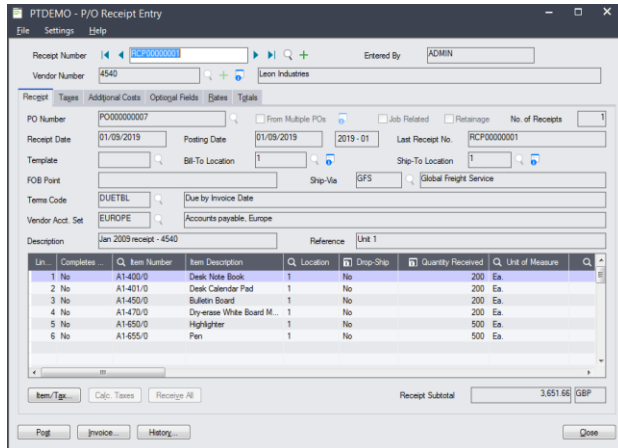 PTDEMO - P/O Receipt Entry
File Settings Help
Receipt Number RCP00000001 Entered By ADMIN
Vendor Number 4540 Leon Industries
Receipt Taxes Additional Costs Optional Fields Rates Totals
PO Number PO000000007 From Multiple POs Job Related Retainage No. of Receipts 1
Receipt Date 01/09/2019 Posting Date 01/09/2019 2019 - 01 Last Receipt No. RCP00000001
Template Bill-To Location 1 Ship-To Location 1
FOB Point Ship-Via GFS Global Freight Service
Terms Code DUETBL Due by Invoice Date
Vendor Acct. Set EUROPE Accounts payable, Europe
Description Jan 2009 receipt - 4540 Reference Unit 1
Lin... Completes ... Item Number Item Description Location Drop-Ship Quantity Received Unit of Measure
1 No A1-400/0 Desk Note Book 1 No 200 Ea.
2 No A1-401/0 Desk Calendar Pad 1 No 200 Ea.
3 No A1-450/0 Bulletin Board 1 No 200 Ea.
4 No A1-470/0 Dry-erase White Board M... 1 No 200 Ea.
5 No A1-650/0 Highlighter 1 No 500 Ea.
6 No A1-655/0 Pen 1 No 500 Ea.
Item/Tax... Calc. Taxes Receive All Receipt Subtotal 3,651.66 GBP
Post Invoice... History... Close